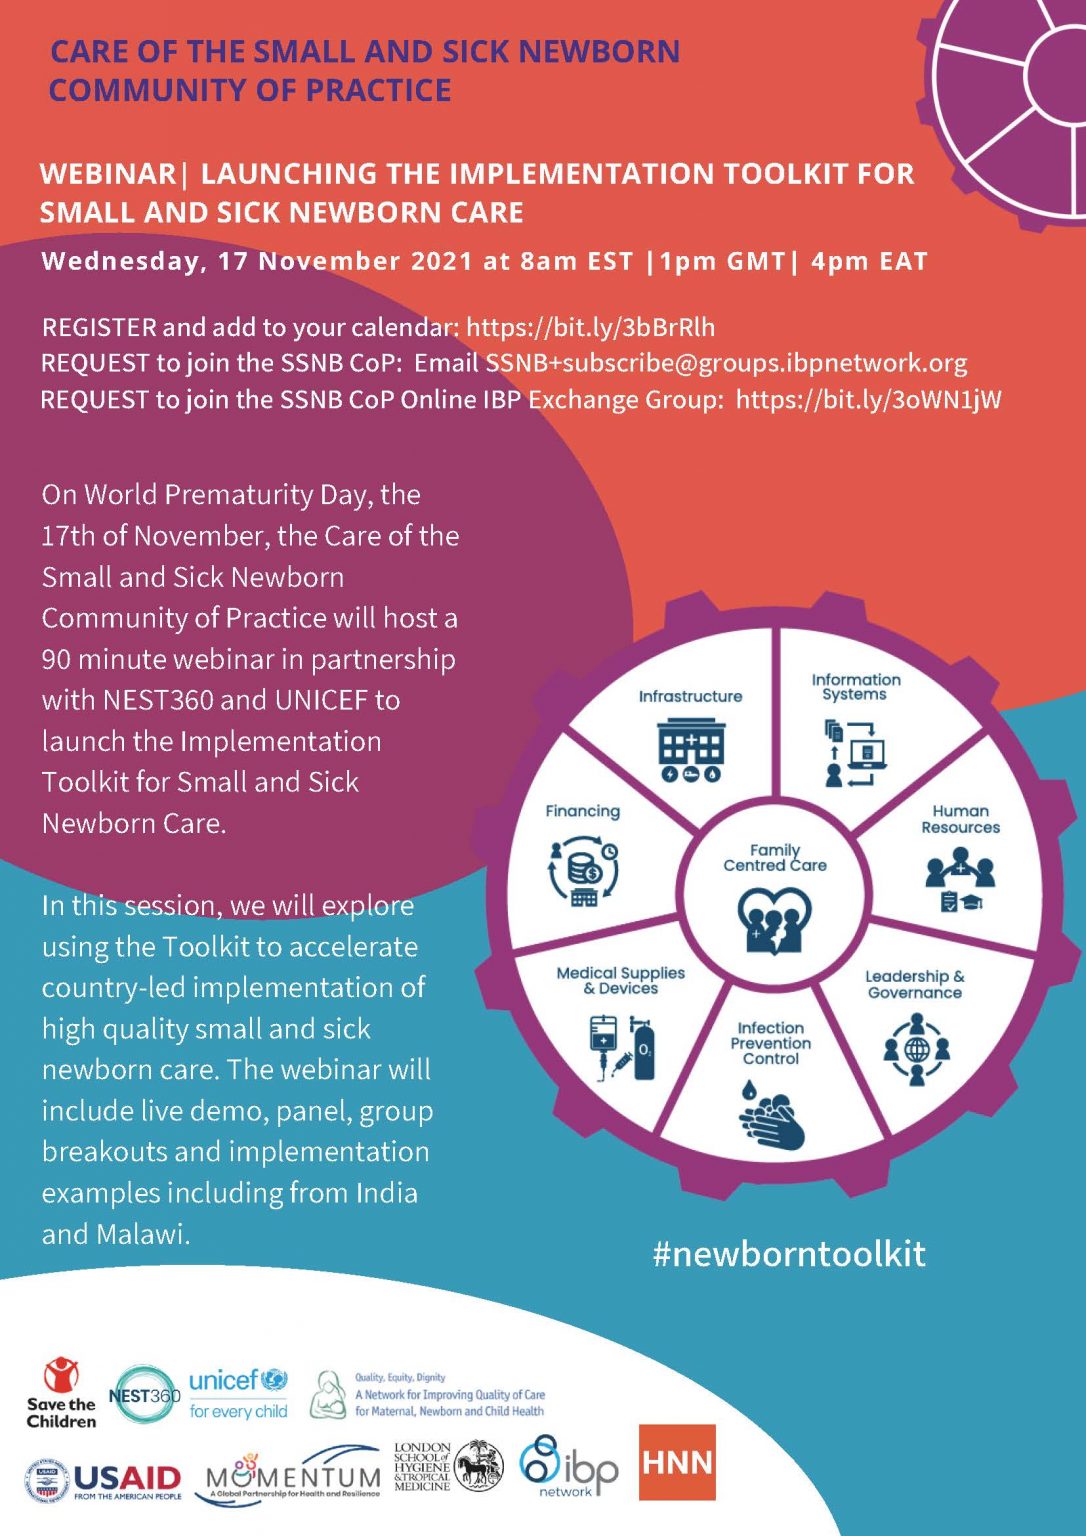 CARE OF THE SMALL AND SICK NEWBORN
COMMUNITY OF PRACTICE
WEBINAR| LAUNCHING THE IMPLEMENTATION TOOLKIT FOR
SMALL AND SICK NEWBORN CARE
Wednesday, 17 November 2021 at 8am EST |1pm GMT| 4pm EAT
REGISTER and add to your calendar: https://bit.ly/3bBrRlh
REQUEST to join the SSNB CoP: Email SSNB+subscribe@groups.ibpnetwork.org
REQUEST to join the SSNB CoP Online IBP Exchange Group: https://bit.ly/3oWN1jW
On World Prematurity Day, the
17th of November, the Care of the
Small and Sick Newborn
Community of Practice will host a
90 minute webinar in partnership
with NEST360 and UNICEF to
launch the Implementation
Toolkit for Small and Sick
Newborn Care.
In this session, we will explore
using the Toolkit to accelerate
country-led implementation of
high quality small and sick
newborn care. The webinar will
include live demo, panel, group
breakouts and implementation
examples including from India
and Malawi.
Infrastructure
Information
Systems
Financing
Human
Resources
Family
Centred Care
Medical Supplies
& Devices
O₂
Leadership &
Governance
Infection
Prevention
Control
#newborntoolkit
Save the
Children
NEST360
unicef
for every child
Quality, Equity, Dignity
A Network for Improving Quality of Care
for Maternal, Newborn and Child Health
USAID
USAID
FROM THE AMERICAN PEOPLE
MOMENTUM
A Global Partnership for Health and Resilience
LONDON
SCHOOL of
HYGIENE
& TROPICAL
MEDICINE
ibp
network
HNN